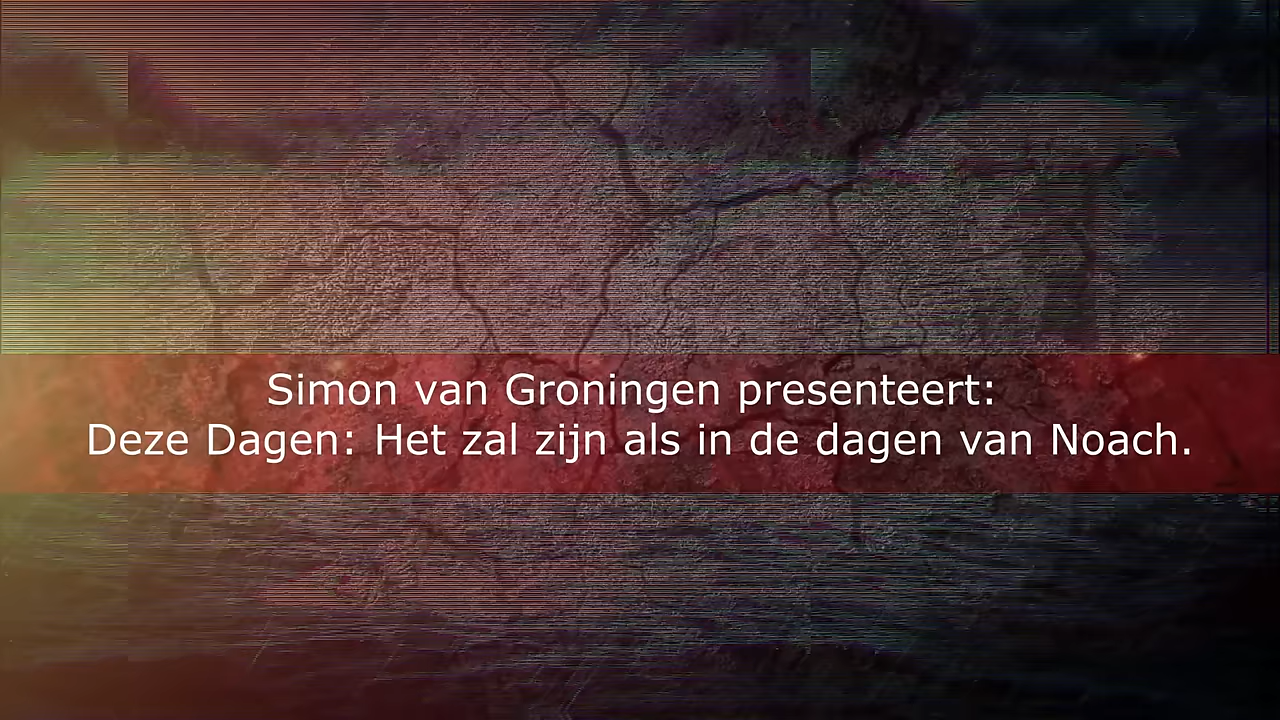 Simon van Groningen presenteert:
Deze Dagen: Het zal zijn als in de dagen van Noach.